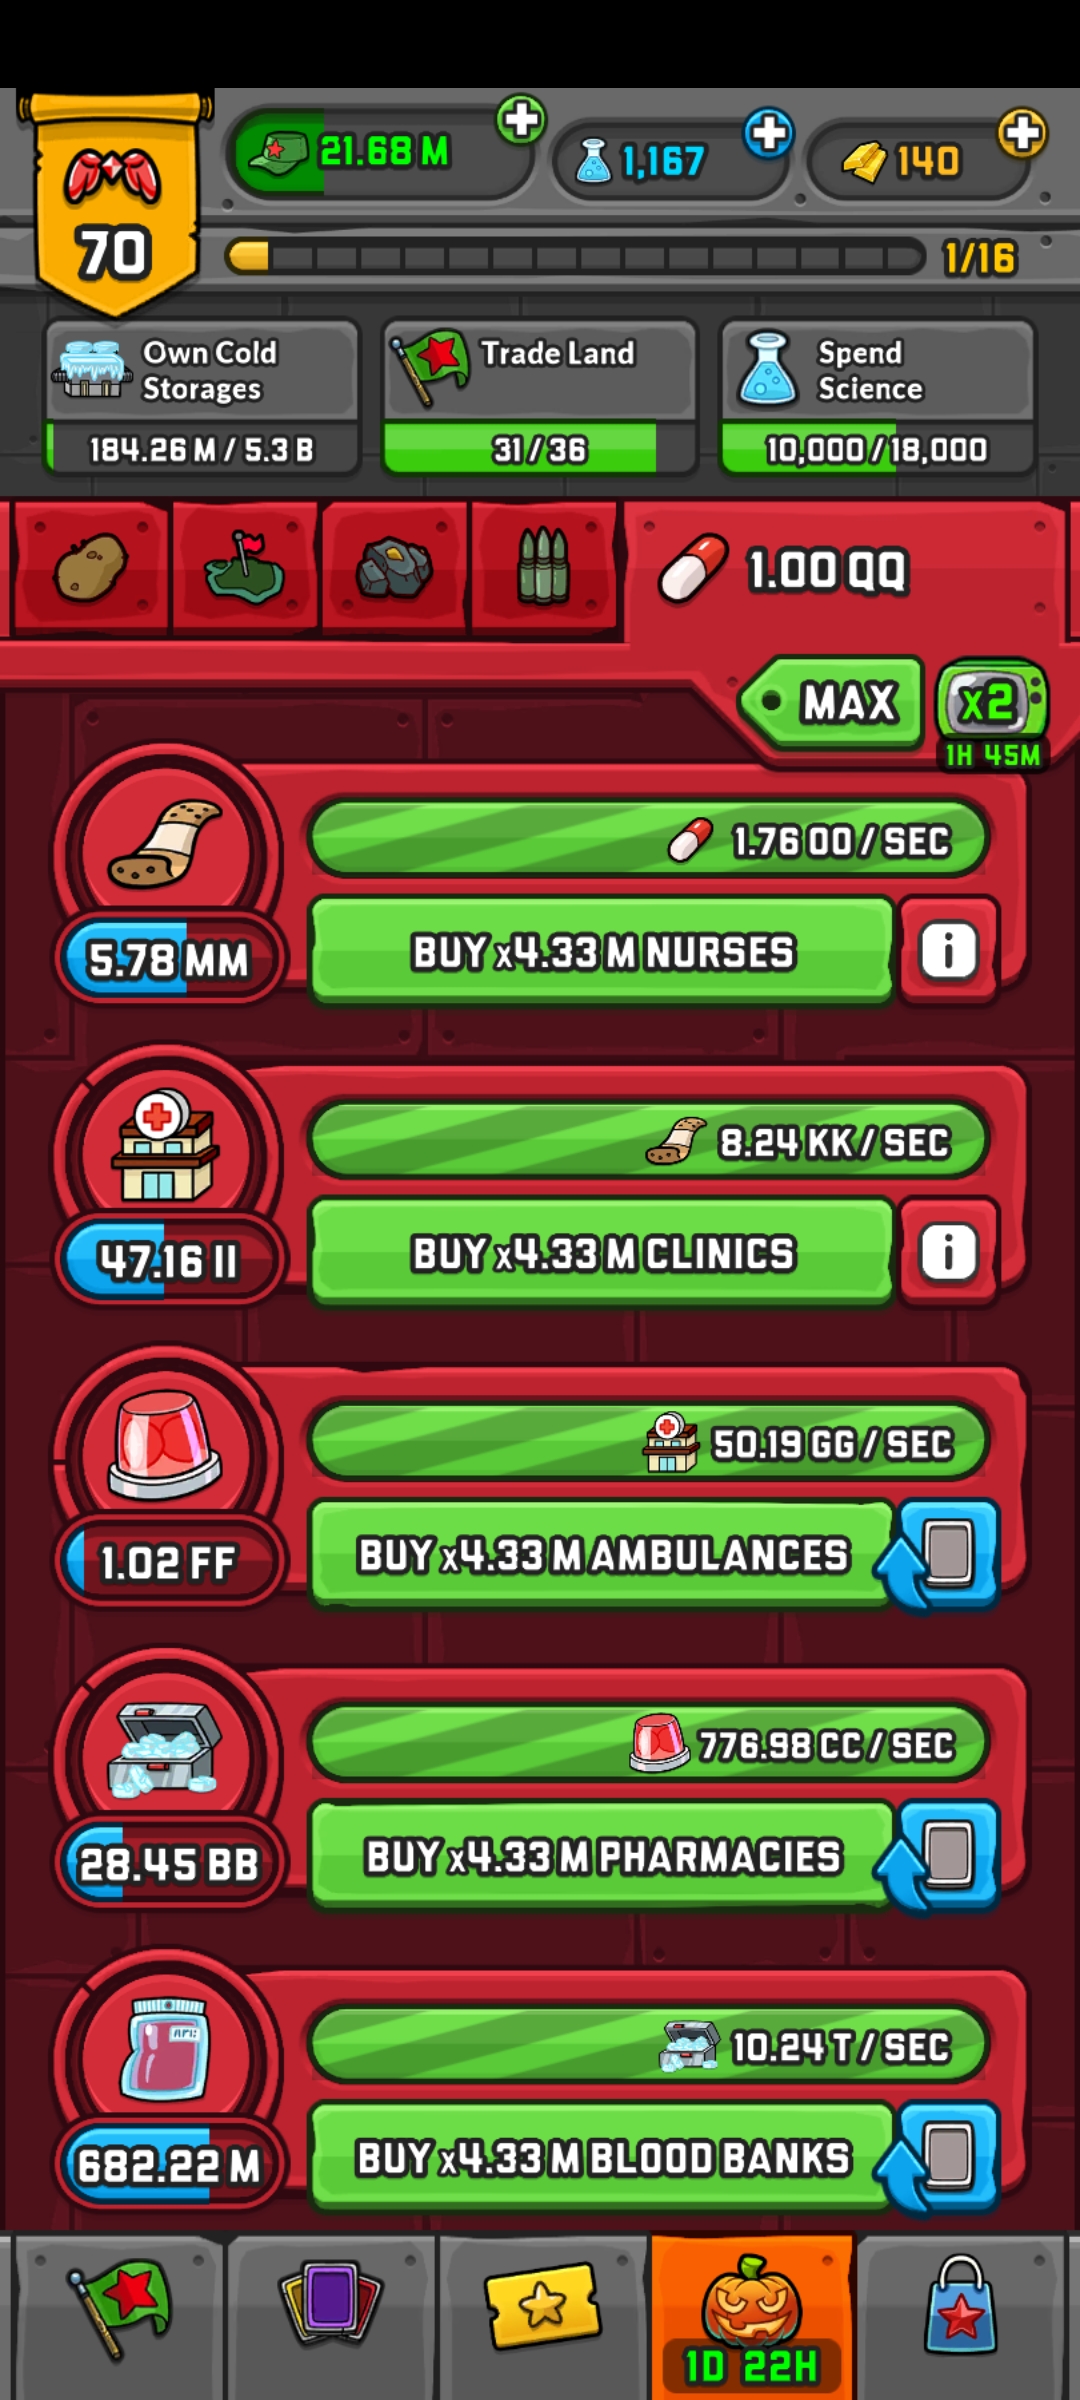 21.68 M
1,167
140
70
1/16
Own Cold
Storages
Trade Land
Spend
Science
184.26 M / 5.3 B
31/36
10,000/18,000
1.00 QQ
MAX
x2
1H 45M
1.76 OO / SEC
5.78 MM
BUY x4.33 M NURSES
i
8.24 KK / SEC
47.16 II
BUY x4.33 M CLINICS
i
50.19 GG / SEC
1.02 FF
BUY x4.33 M AMBULANCES
776.98 CC / SEC
28.45 BB
BUY x4.33 M PHARMACIES
10.24 T / SEC
682.22 M
BUY x4.33 M BLOOD BANKS
1D 22H